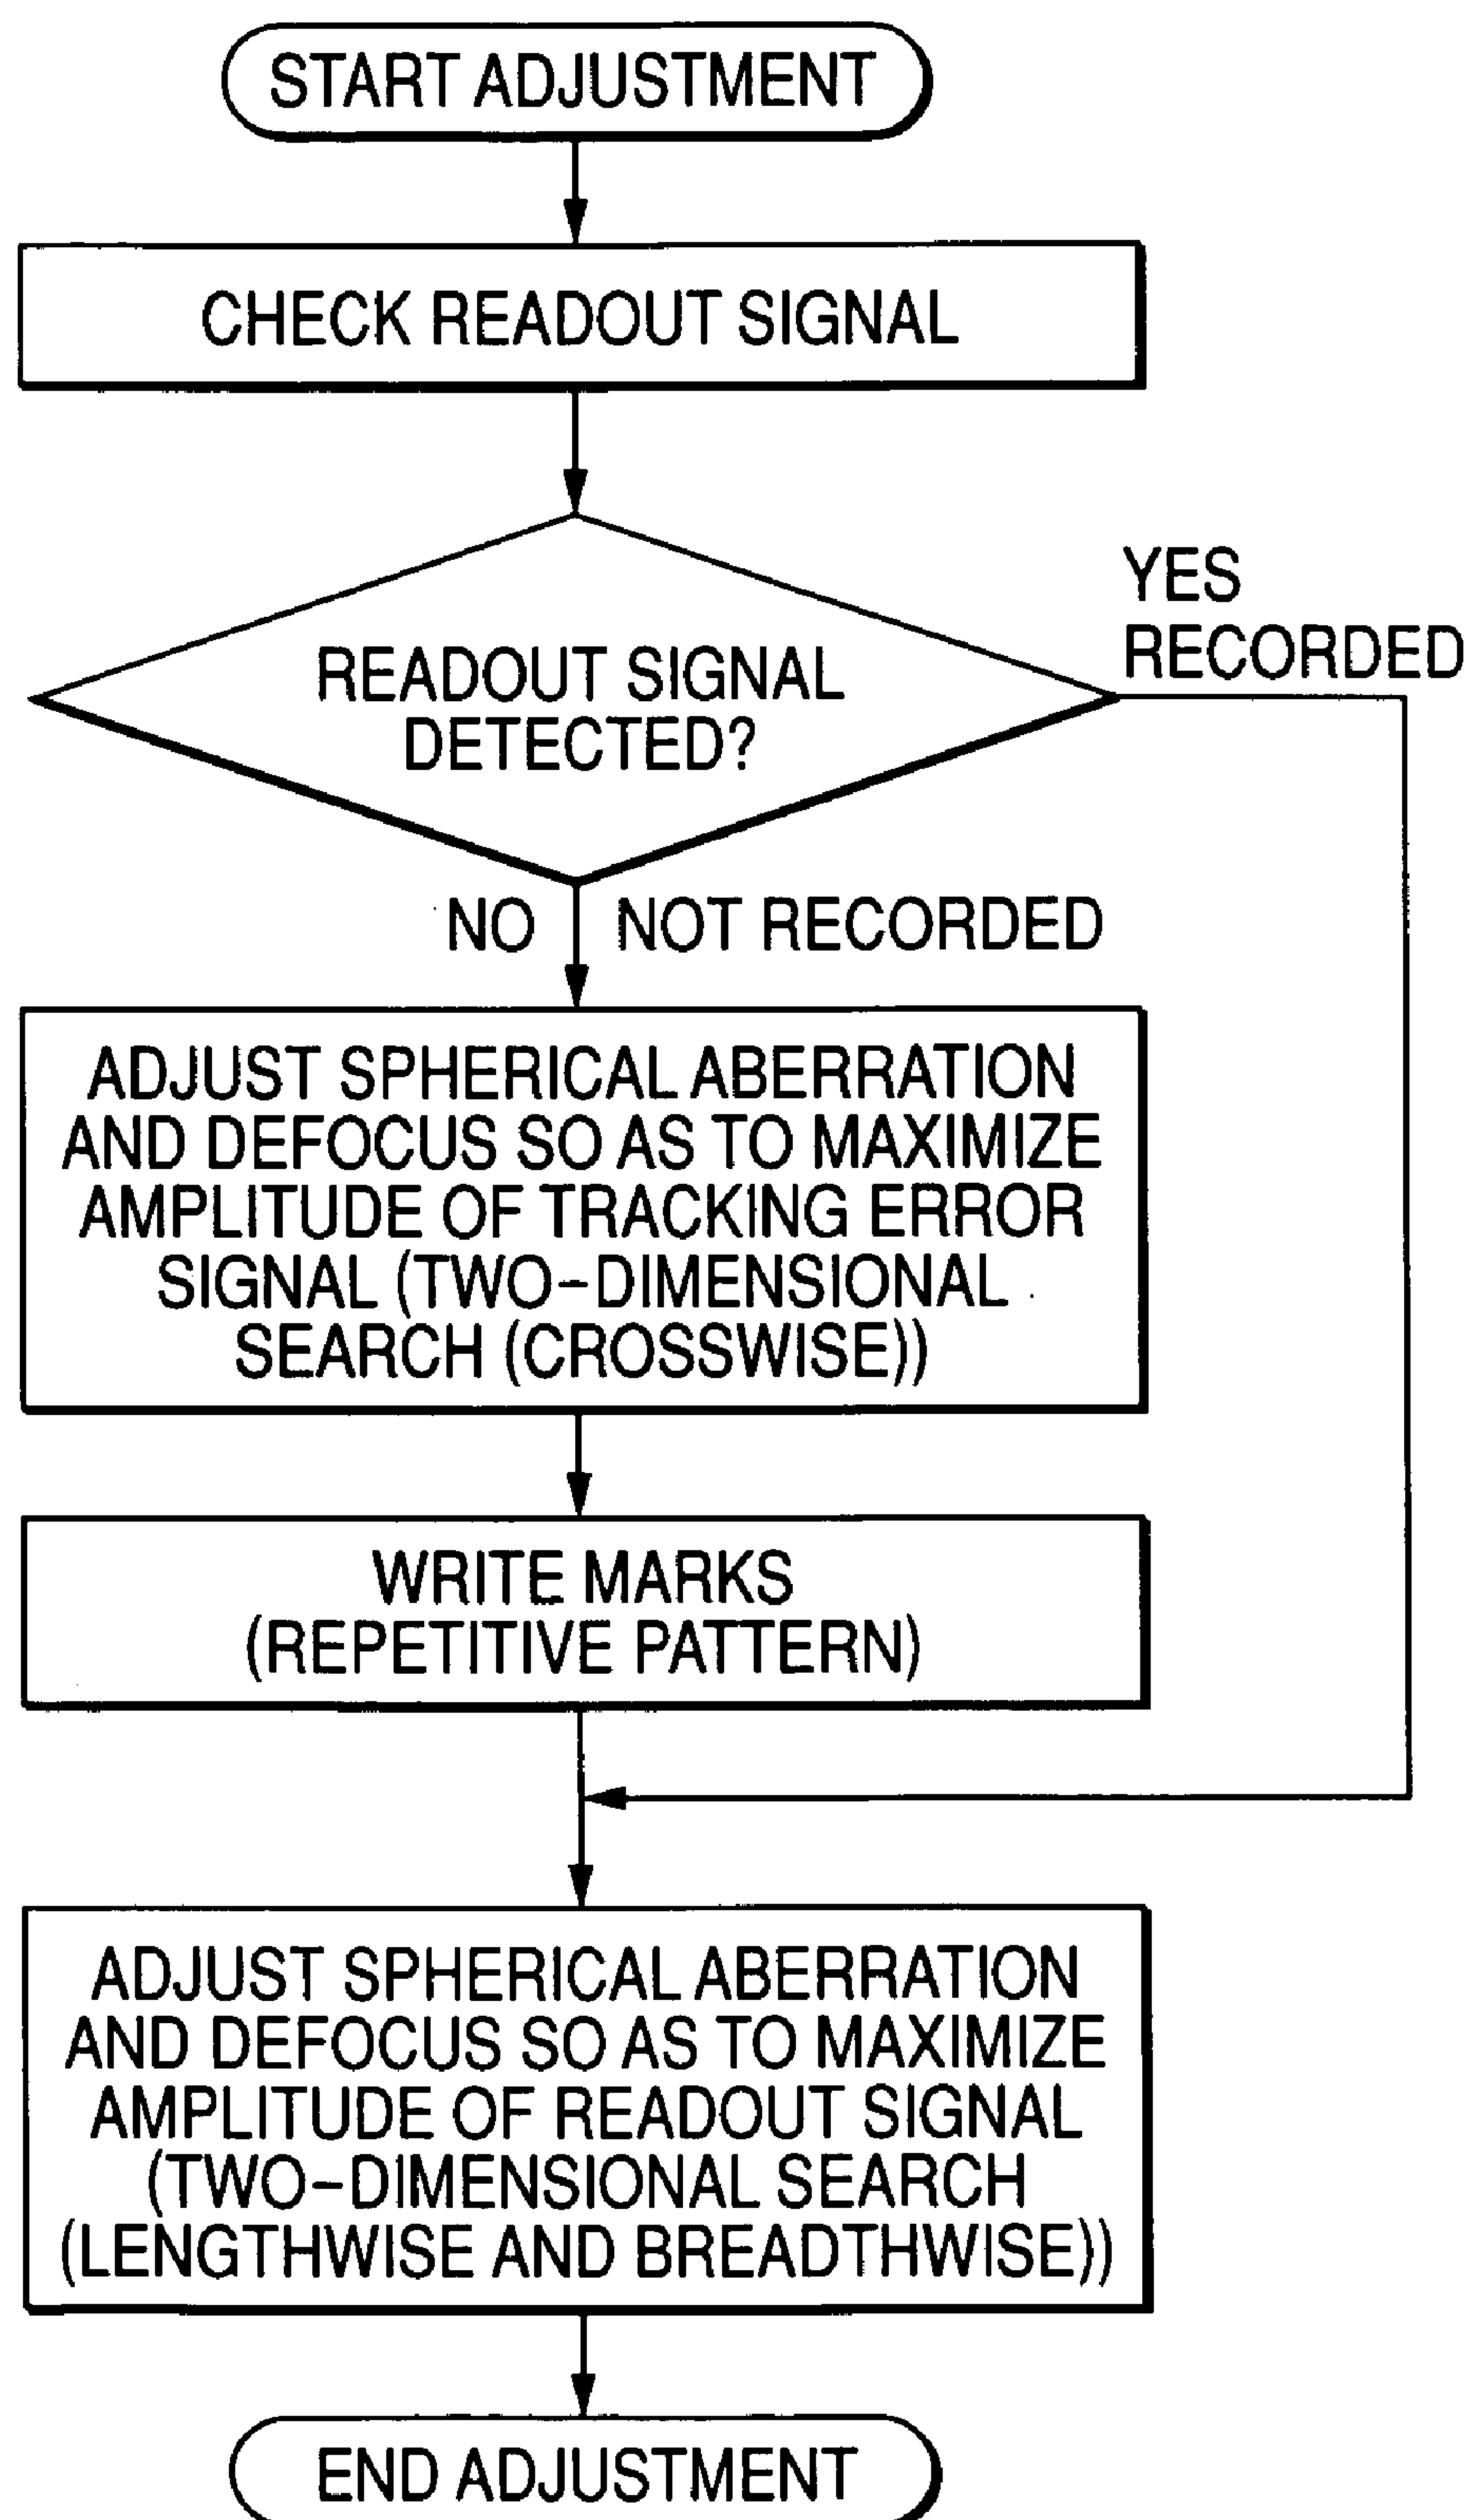 START ADJUSTMENT
CHECK READOUT SIGNAL
READOUT SIGNAL
DETECTED?
YES
RECORDED
NO
NOT RECORDED
ADJUST SPHERICAL ABERRATION
AND DEFOCUS SO AS TO MAXIMIZE
AMPLITUDE OF TRACKING ERROR
SIGNAL (TWO-DIMENSIONAL
SEARCH (CROSSWISE))
WRITE MARKS
(REPETITIVE PATTERN)
ADJUST SPHERICAL ABERRATION
AND DEFOCUS SO AS TO MAXIMIZE
AMPLITUDE OF READOUT SIGNAL
(TWO-DIMENSIONAL SEARCH
(LENGTHWISE AND BREADTHWISE))
END ADJUSTMENT